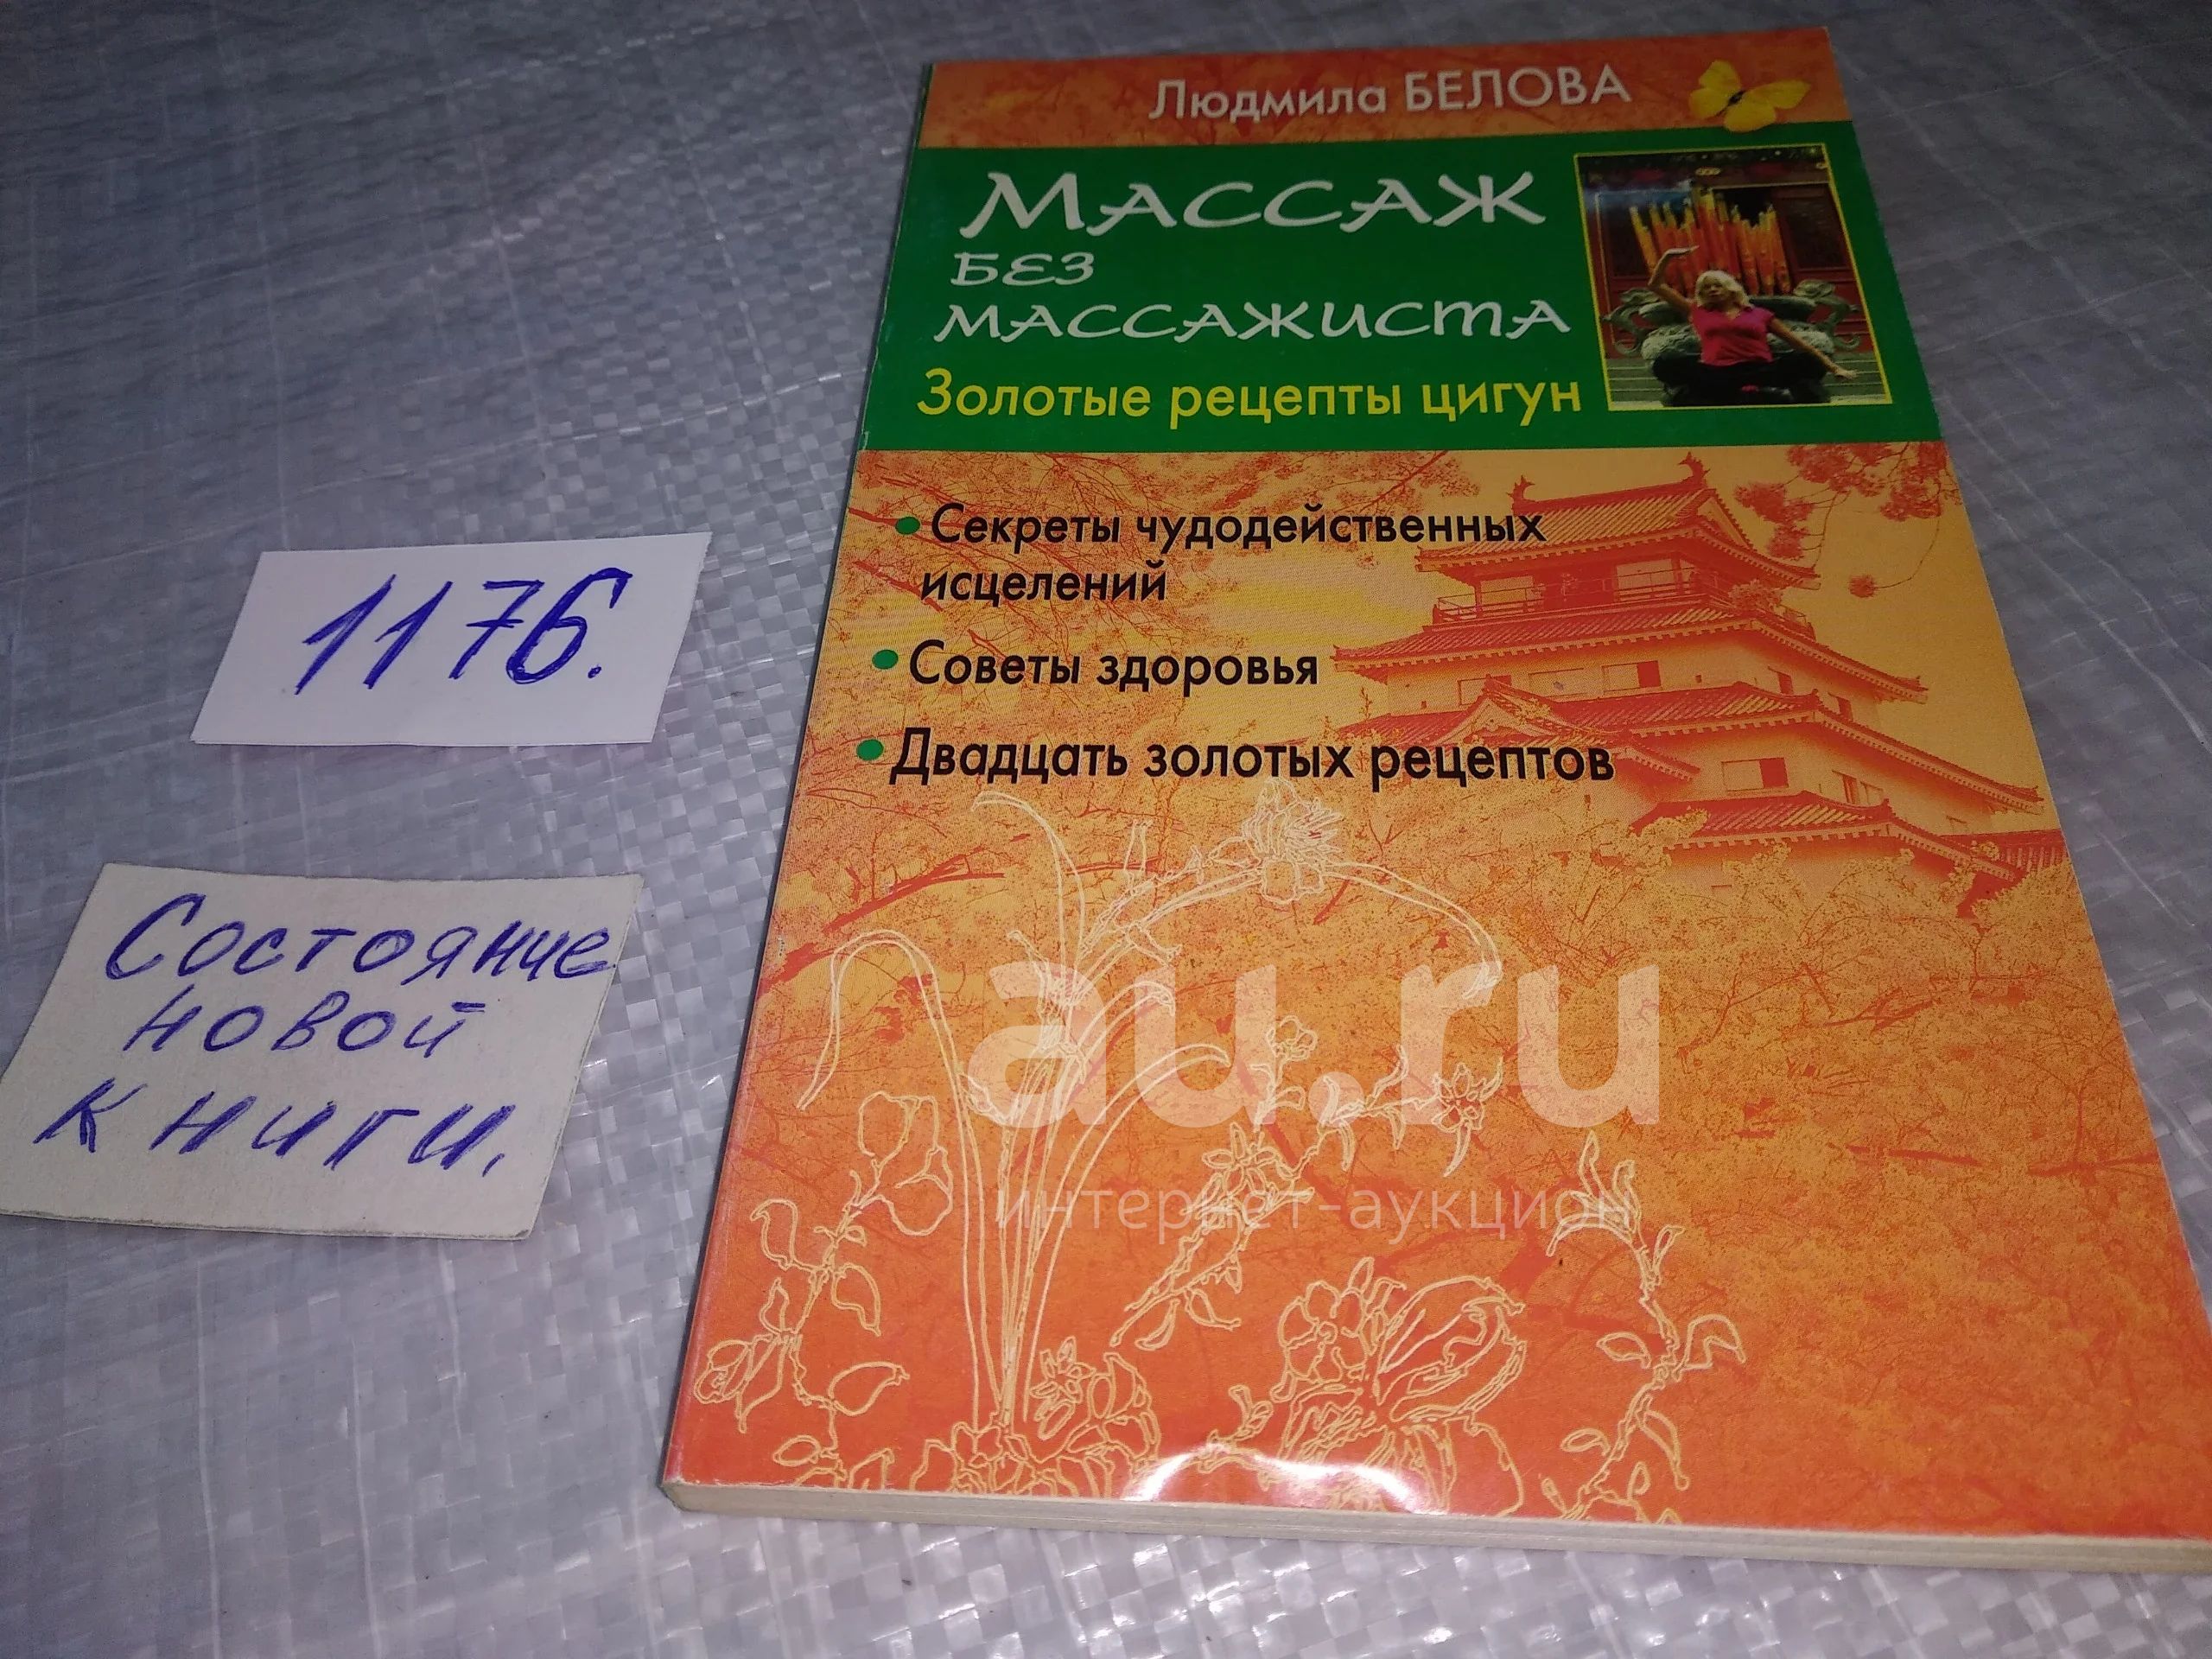 Людмила БЕЛОВА
МАССАЖ
БЕЗ
МАССАЖИСТА
Золотые рецепты цигун
• Секреты чудодейственных
исцелений
• Советы здоровья
• Двадцать золотых рецептов
1176.
Состояние
новой
книги.
au.ru
интернет-аукцион